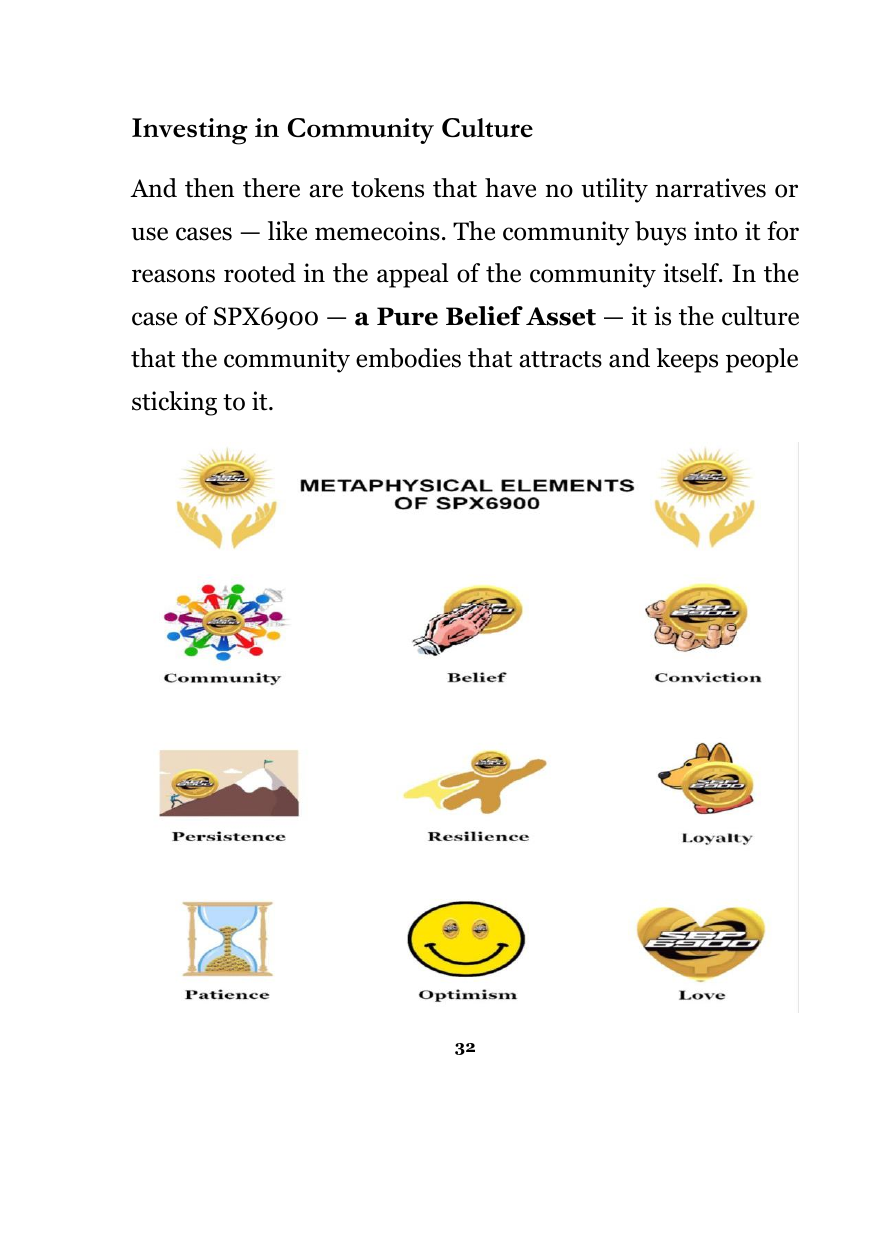 Investing in Community Culture
And then there are tokens that have no utility narratives or
use cases — like memecoins. The community buys into it for
reasons rooted in the appeal of the community itself. In the
case of SPX6900 — a Pure Belief Asset — it is the culture
that the community embodies that attracts and keeps people
sticking to it.
METAPHYSICAL ELEMENTS
OF SPX6900
Community
Belief
Conviction
Persistence
Resilience
Loyalty
Patience
Optimism
Love
32